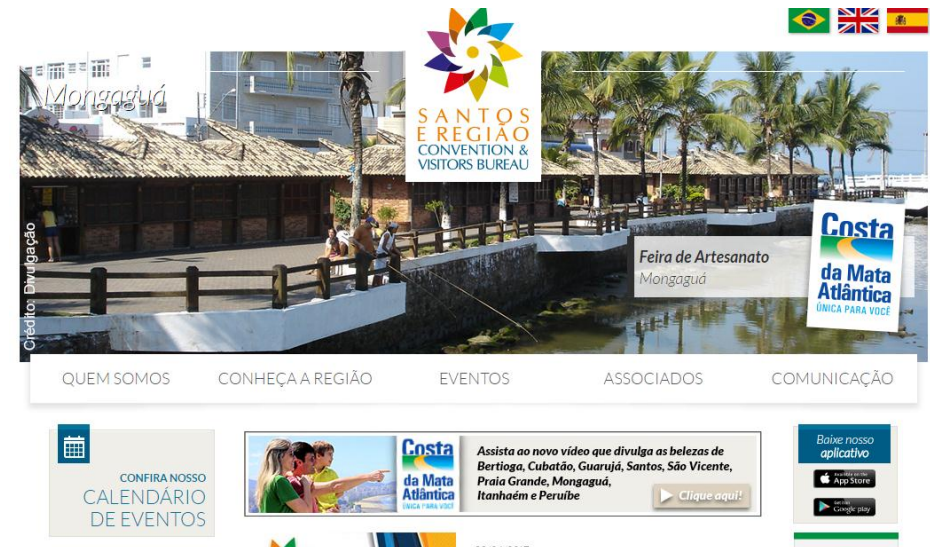 Mongaguá
SANTOS
E REGIÃO
CONVENTION &
VISITORS BUREAU
Crédito: Divulgação
Feira de Artesanato
Mongaguá
Costa
da Mata
Atlântica
ÚNICA PARA VOCÊ
QUEM SOMOS
CONHEÇA A REGIÃO
EVENTOS
ASSOCIADOS
COMUNICAÇÃO
CONFIRA NOSSO
CALENDÁRIO
DE EVENTOS
Costa
da Mata
Atlântica
ÚNICA PARA VOCÊ
Assista ao novo vídeo que divulga as belezas de
Bertioga, Cubatão, Guarujá, Santos, São Vicente,
Praia Grande, Mongaguá,
Itanhaém e Peruíbe
Clique aqui!
Baixe nosso
aplicativo
App Store
Google play